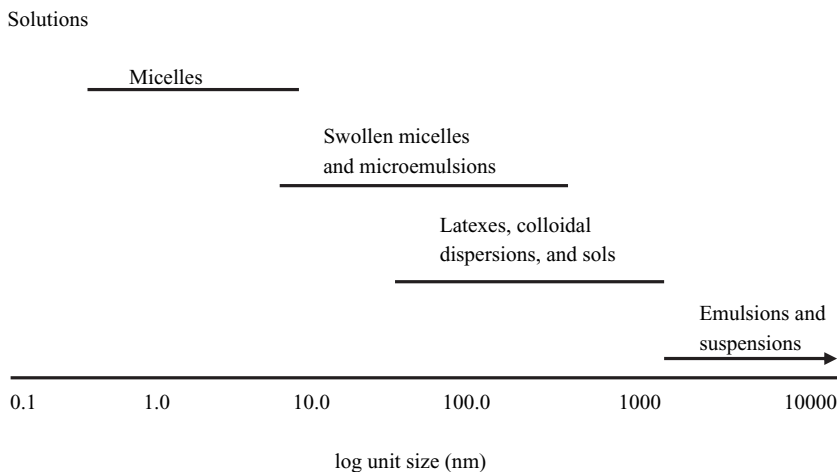 Solutions
Micelles
Swollen micelles
and microemulsions
Latexes, colloidal
dispersions, and sols
Emulsions and
suspensions
0.1 1.0 10.0 100.0 1000 10000
log unit size (nm)